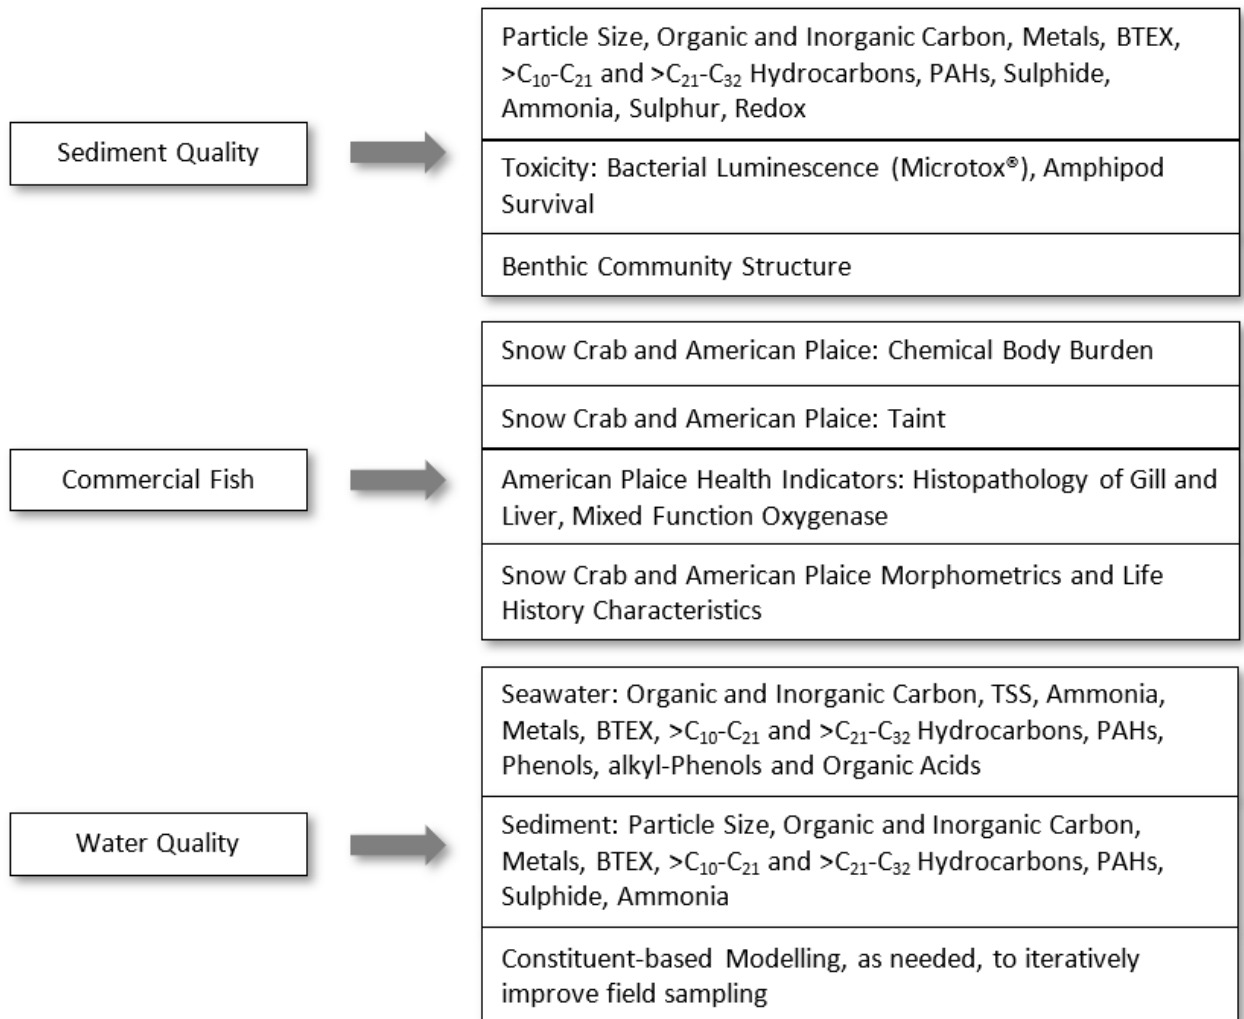 Particle Size, Organic and Inorganic Carbon, Metals, BTEX,
>C₁₀-C₂₁ and >C₂₁-C₃₂ Hydrocarbons, PAHs, Sulphide,
Ammonia, Sulphur, Redox
Sediment Quality
Toxicity: Bacterial Luminescence (Microtox®), Amphipod
Survival
Benthic Community Structure
Snow Crab and American Plaice: Chemical Body Burden
Snow Crab and American Plaice: Taint
Commercial Fish
American Plaice Health Indicators: Histopathology of Gill and
Liver, Mixed Function Oxygenase
Snow Crab and American Plaice Morphometrics and Life
History Characteristics
Seawater: Organic and Inorganic Carbon, TSS, Ammonia,
Metals, BTEX, >C₁₀-C₂₁ and >C₂₁-C₃₂ Hydrocarbons, PAHs,
Phenols, alkyl-Phenols and Organic Acids
Water Quality
Sediment: Particle Size, Organic and Inorganic Carbon,
Metals, BTEX, >C₁₀-C₂₁ and >C₂₁-C₃₂ Hydrocarbons, PAHs,
Sulphide, Ammonia
Constituent-based Modelling, as needed, to iteratively
improve field sampling